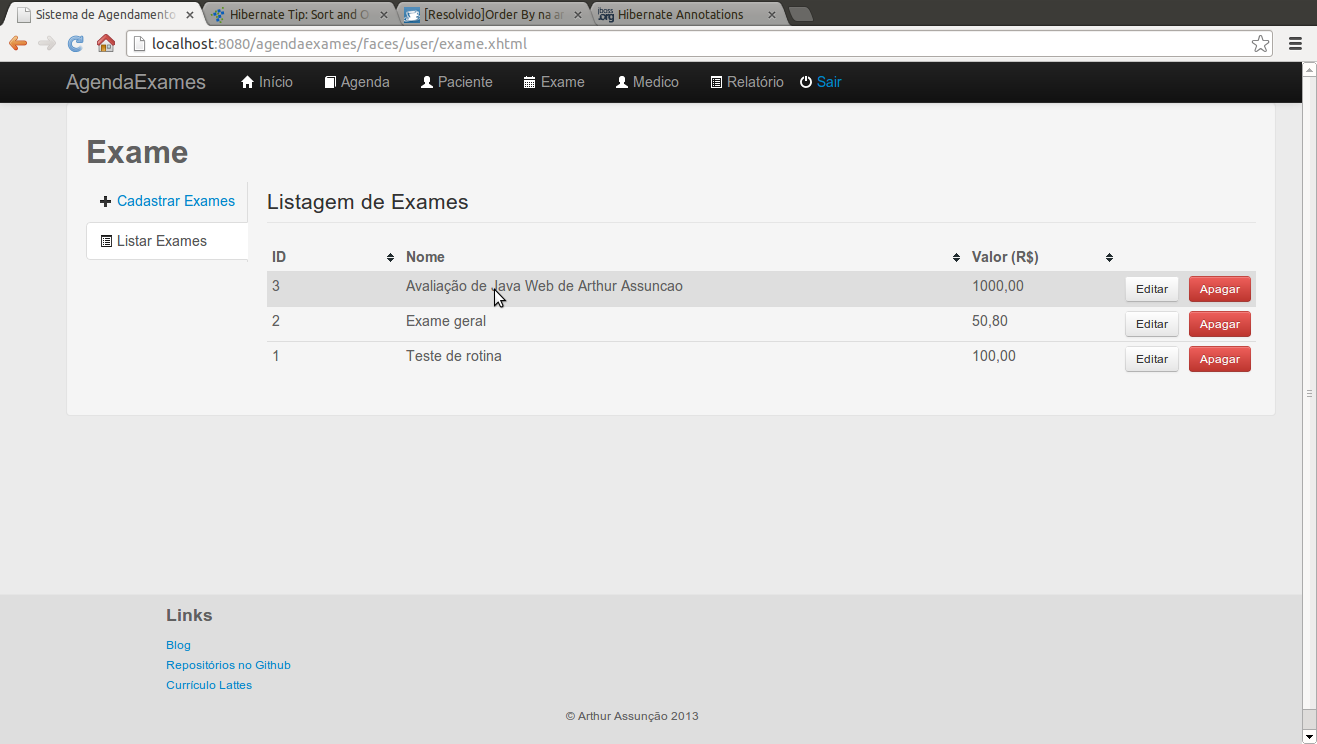 Sistema de Agendamento
Hibernate Tip: Sort and O
[Resolvido]Order By na a
Hibernate Annotations
localhost:8080/agendaexames/faces/user/exame.xhtml
AgendaExames Início Agenda Paciente Exame Medico Relatório Sair
Exame
Cadastrar Exames
Listar Exames
Listagem de Exames
ID Nome Valor (R$)
3 Avaliação de Java Web de Arthur Assuncao 1000,00 Editar Apagar
2 Exame geral 50,80 Editar Apagar
1 Teste de rotina 100,00 Editar Apagar
Links
Blog
Repositórios no Github
Currículo Lattes
© Arthur Assunção 2013